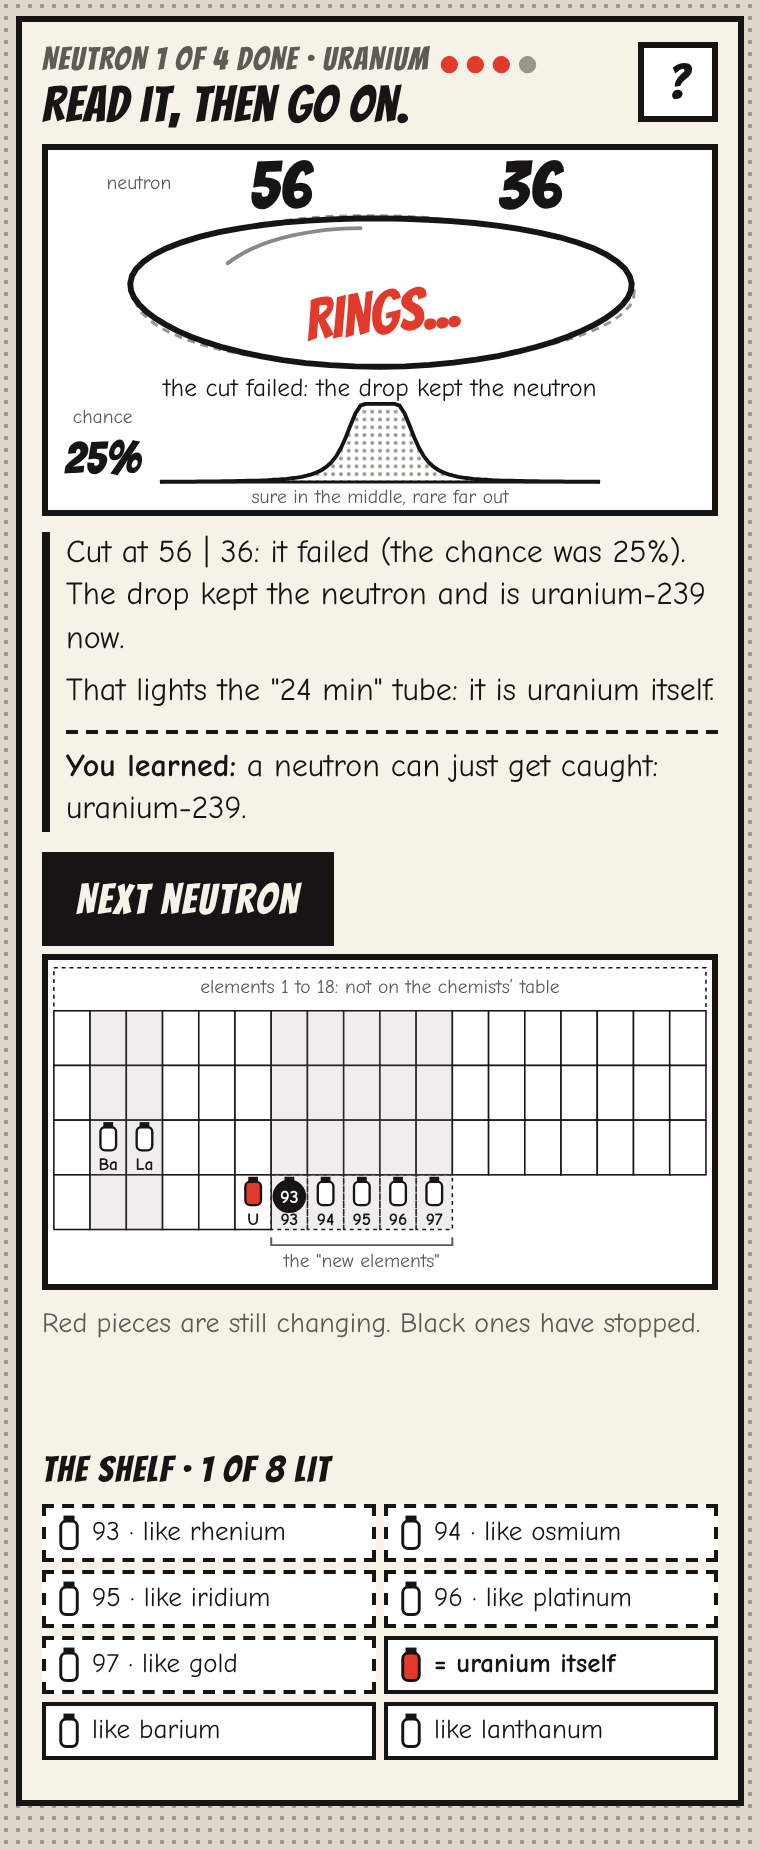 NEUTRON 1 OF 4 DONE · URANIUM
READ IT, THEN GO ON.
?
neutron
56
36
RINGS...
the cut failed: the drop kept the neutron
chance
25%
sure in the middle, rare far out
Cut at 56 | 36: it failed (the chance was 25%).
The drop kept the neutron and is uranium-239
now.
That lights the "24 min" tube: it is uranium itself.
You learned: a neutron can just get caught:
uranium-239.
NEXT NEUTRON
elements 1 to 18: not on the chemists' table
Ba
La
93
U
93
94
95
96
97
the "new elements"
Red pieces are still changing. Black ones have stopped.
THE SHELF · 1 OF 8 LIT
93 · like rhenium
94 · like osmium
95 · like iridium
96 · like platinum
97 · like gold
= uranium itself
like barium
like lanthanum